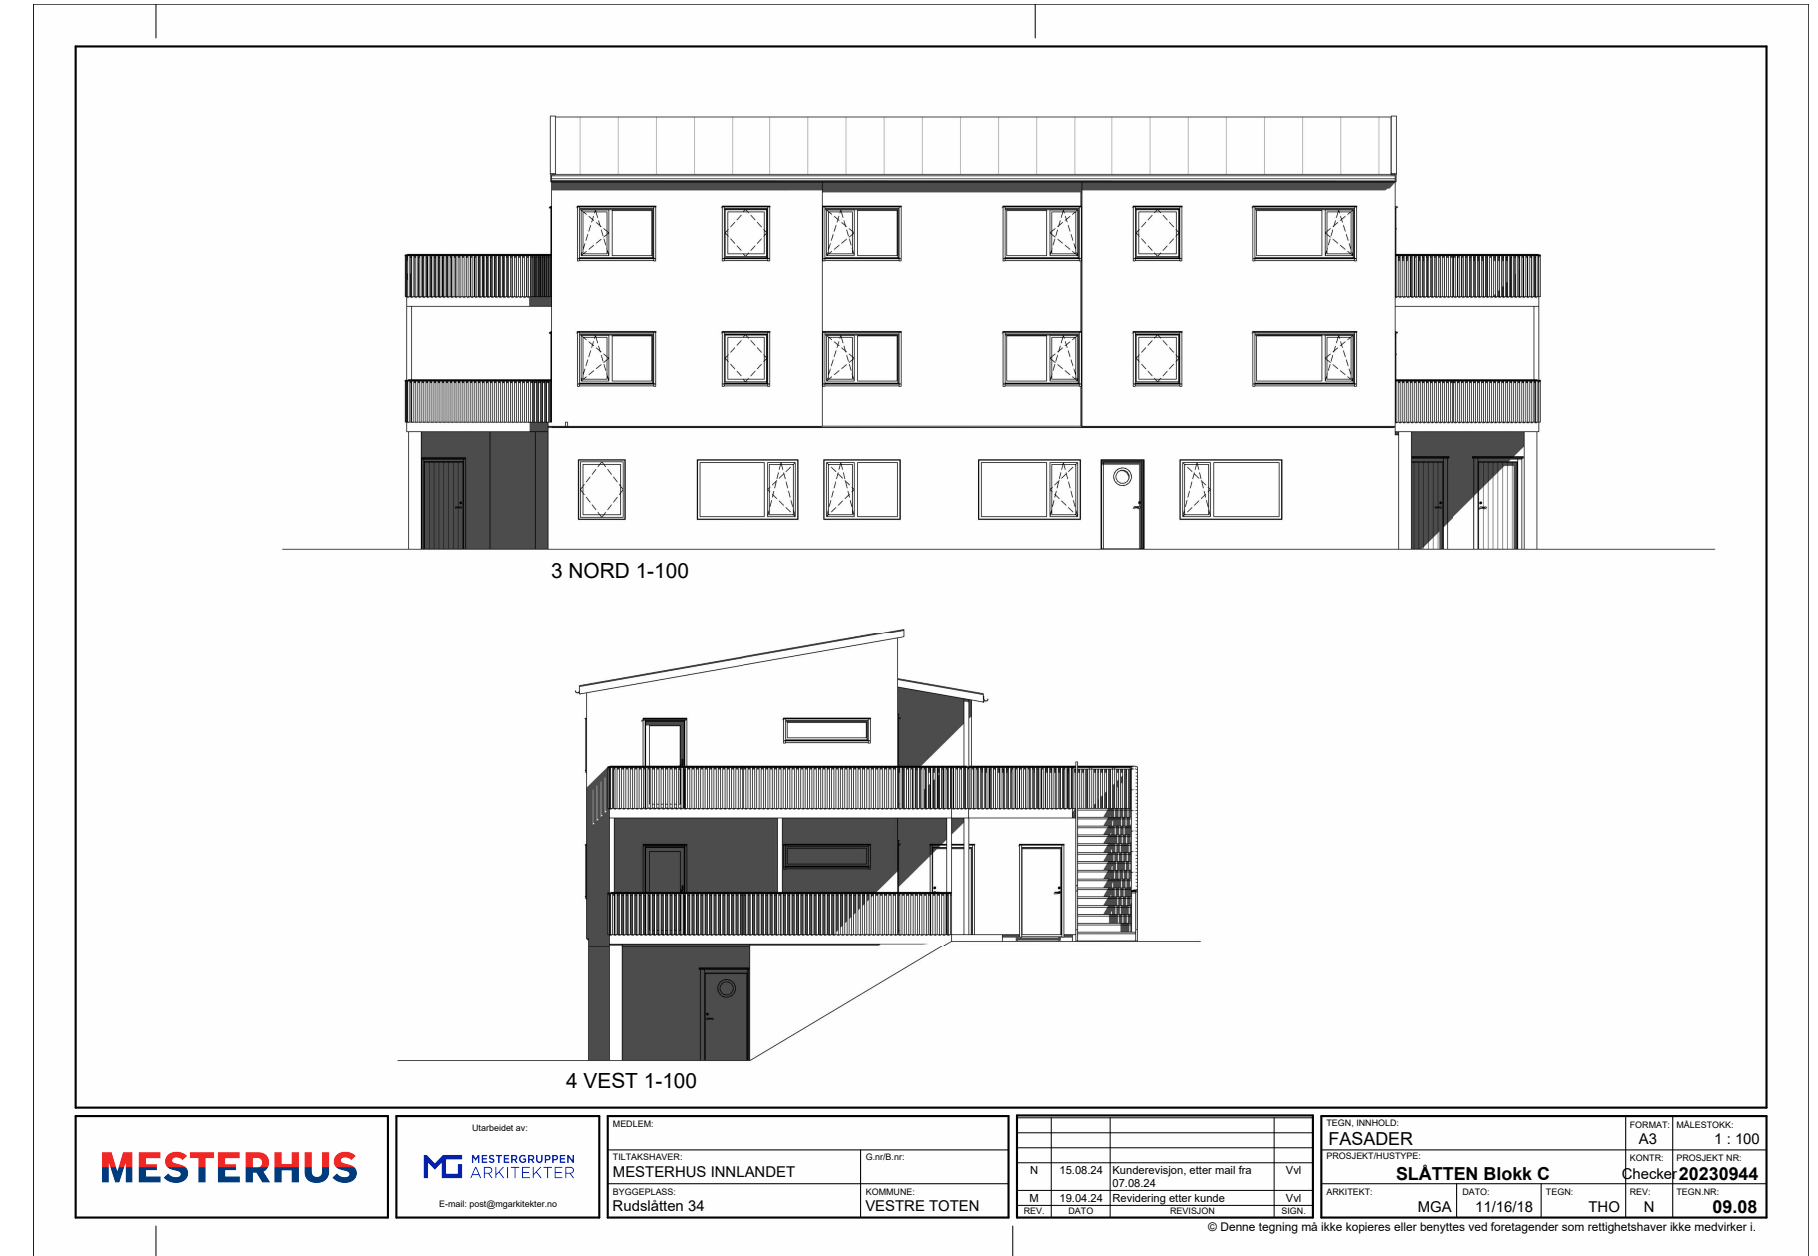 3 NORD 1-100
4 VEST 1-100
MESTERHUS
Utarbeidet av:
MG MESTERGRUPPEN
ARKITEKTER
E-mail: post@mgarkitekter.no
MEDLEM:
TILTAKSHAVER:
MESTERHUS INNLANDET
G.nr/B.nr:
BYGGEPLASS:
Rudslåtten 34
KOMMUNE:
VESTRE TOTEN
N 15.08.24 Kunderevisjon, etter mail fra Vvl
07.08.24
M 19.04.24 Revidering etter kunde Vvl
REV. DATO REVISJON SIGN.
TEGN, INNHOLD:
FASADER
FORMAT:
A3
MÅLESTOKK:
1 : 100
PROSJEKT/HUSTYPE:
SLÅTTEN Blokk C
KONTR:
Checker
PROSJEKT NR:
20230944
ARKITEKT:
MGA
DATO:
11/16/18
TEGN:
THO
REV:
N
TEGN.NR:
09.08
© Denne tegning må ikke kopieres eller benyttes ved foretagender som rettighetshaver ikke medvirker i.